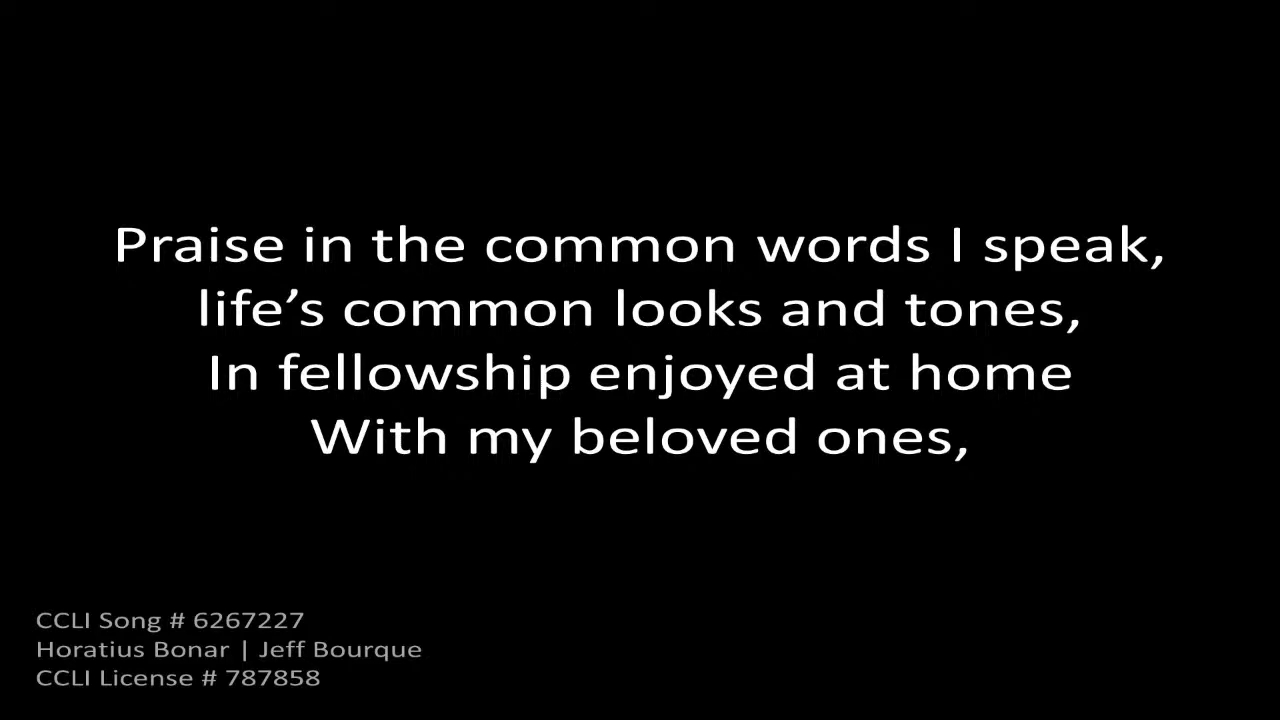 Praise in the common words I speak,
life’s common looks and tones,
In fellowship enjoyed at home
With my beloved ones,
CCLI Song # 6267227
Horatius Bonar | Jeff Bourque
CCLI License # 787858